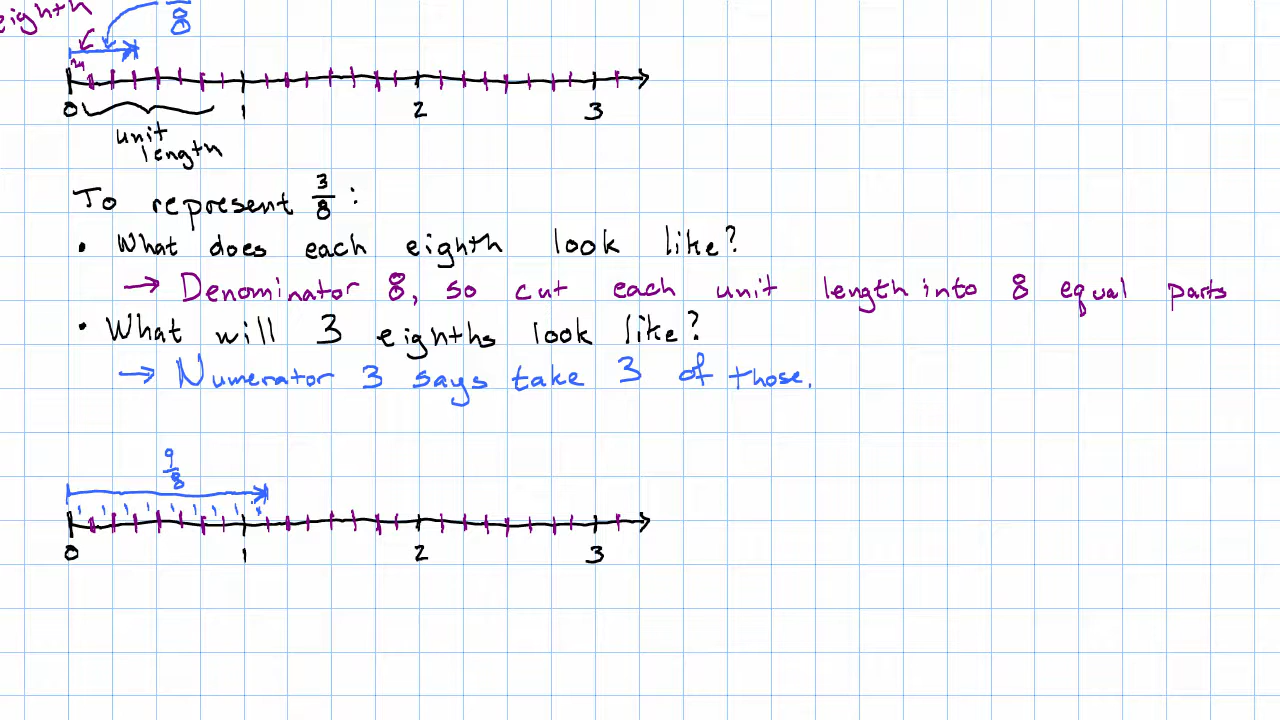 eighth
8
0 1 2 3
unit
length
To represent 3/8:
• What does each eighth look like?
→ Denominator 8, so cut each unit length into 8 equal parts
• What will 3 eighths look like?
→ Numerator 3 says take 3 of those.
9/8
0 1 2 3